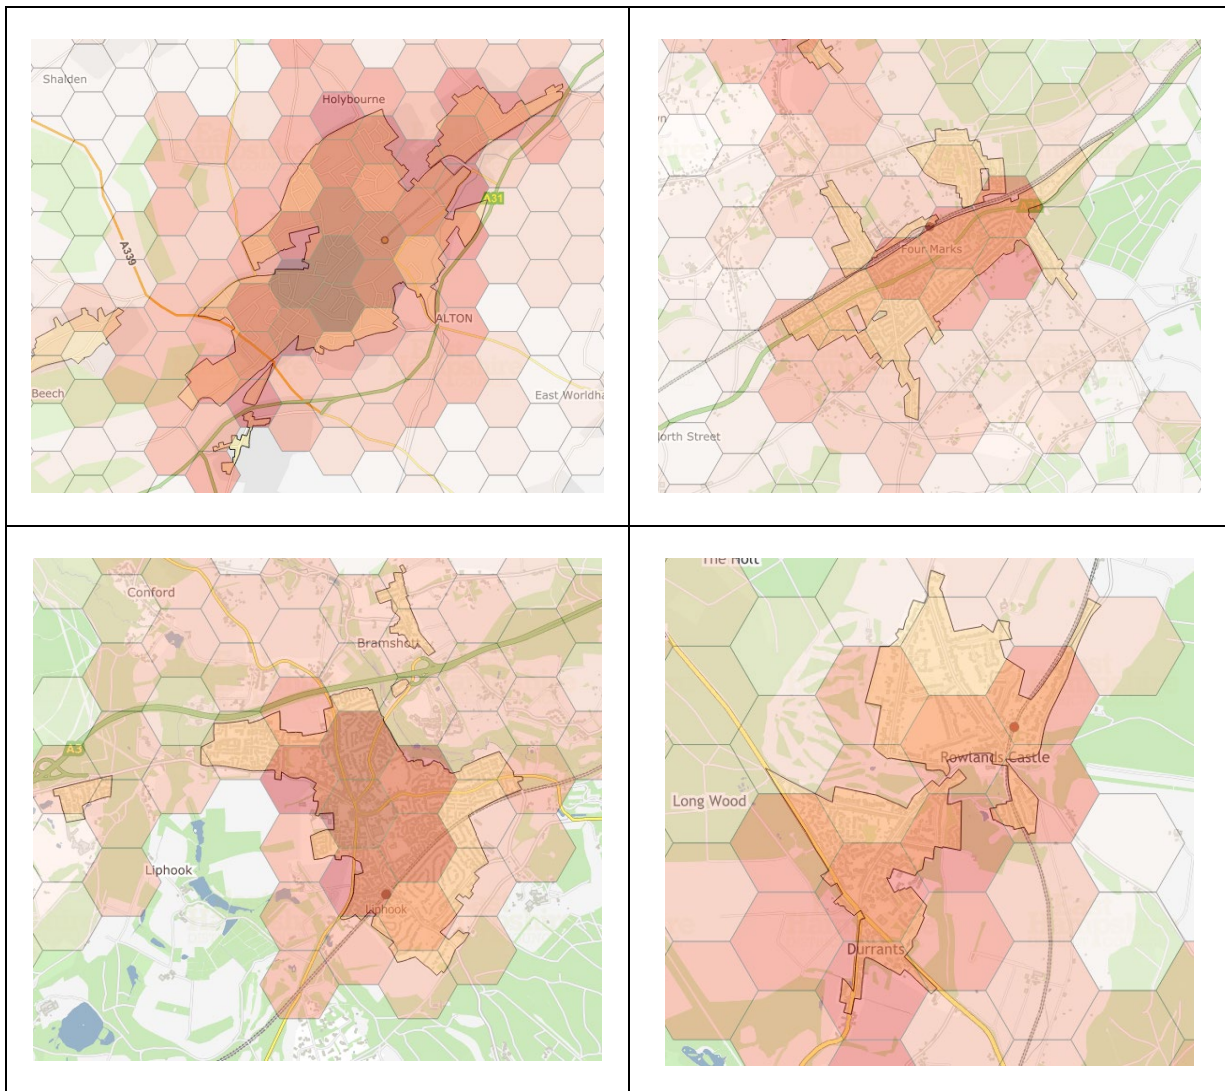 Shalden
Holybourne
A31
A339
ALTON
Beech
East Worldha
Four Marks
orth Street
Conford
Bramshott
A3
Liphook
Liphook
The Holt
Rowlands Castle
Long Wood
Durrants